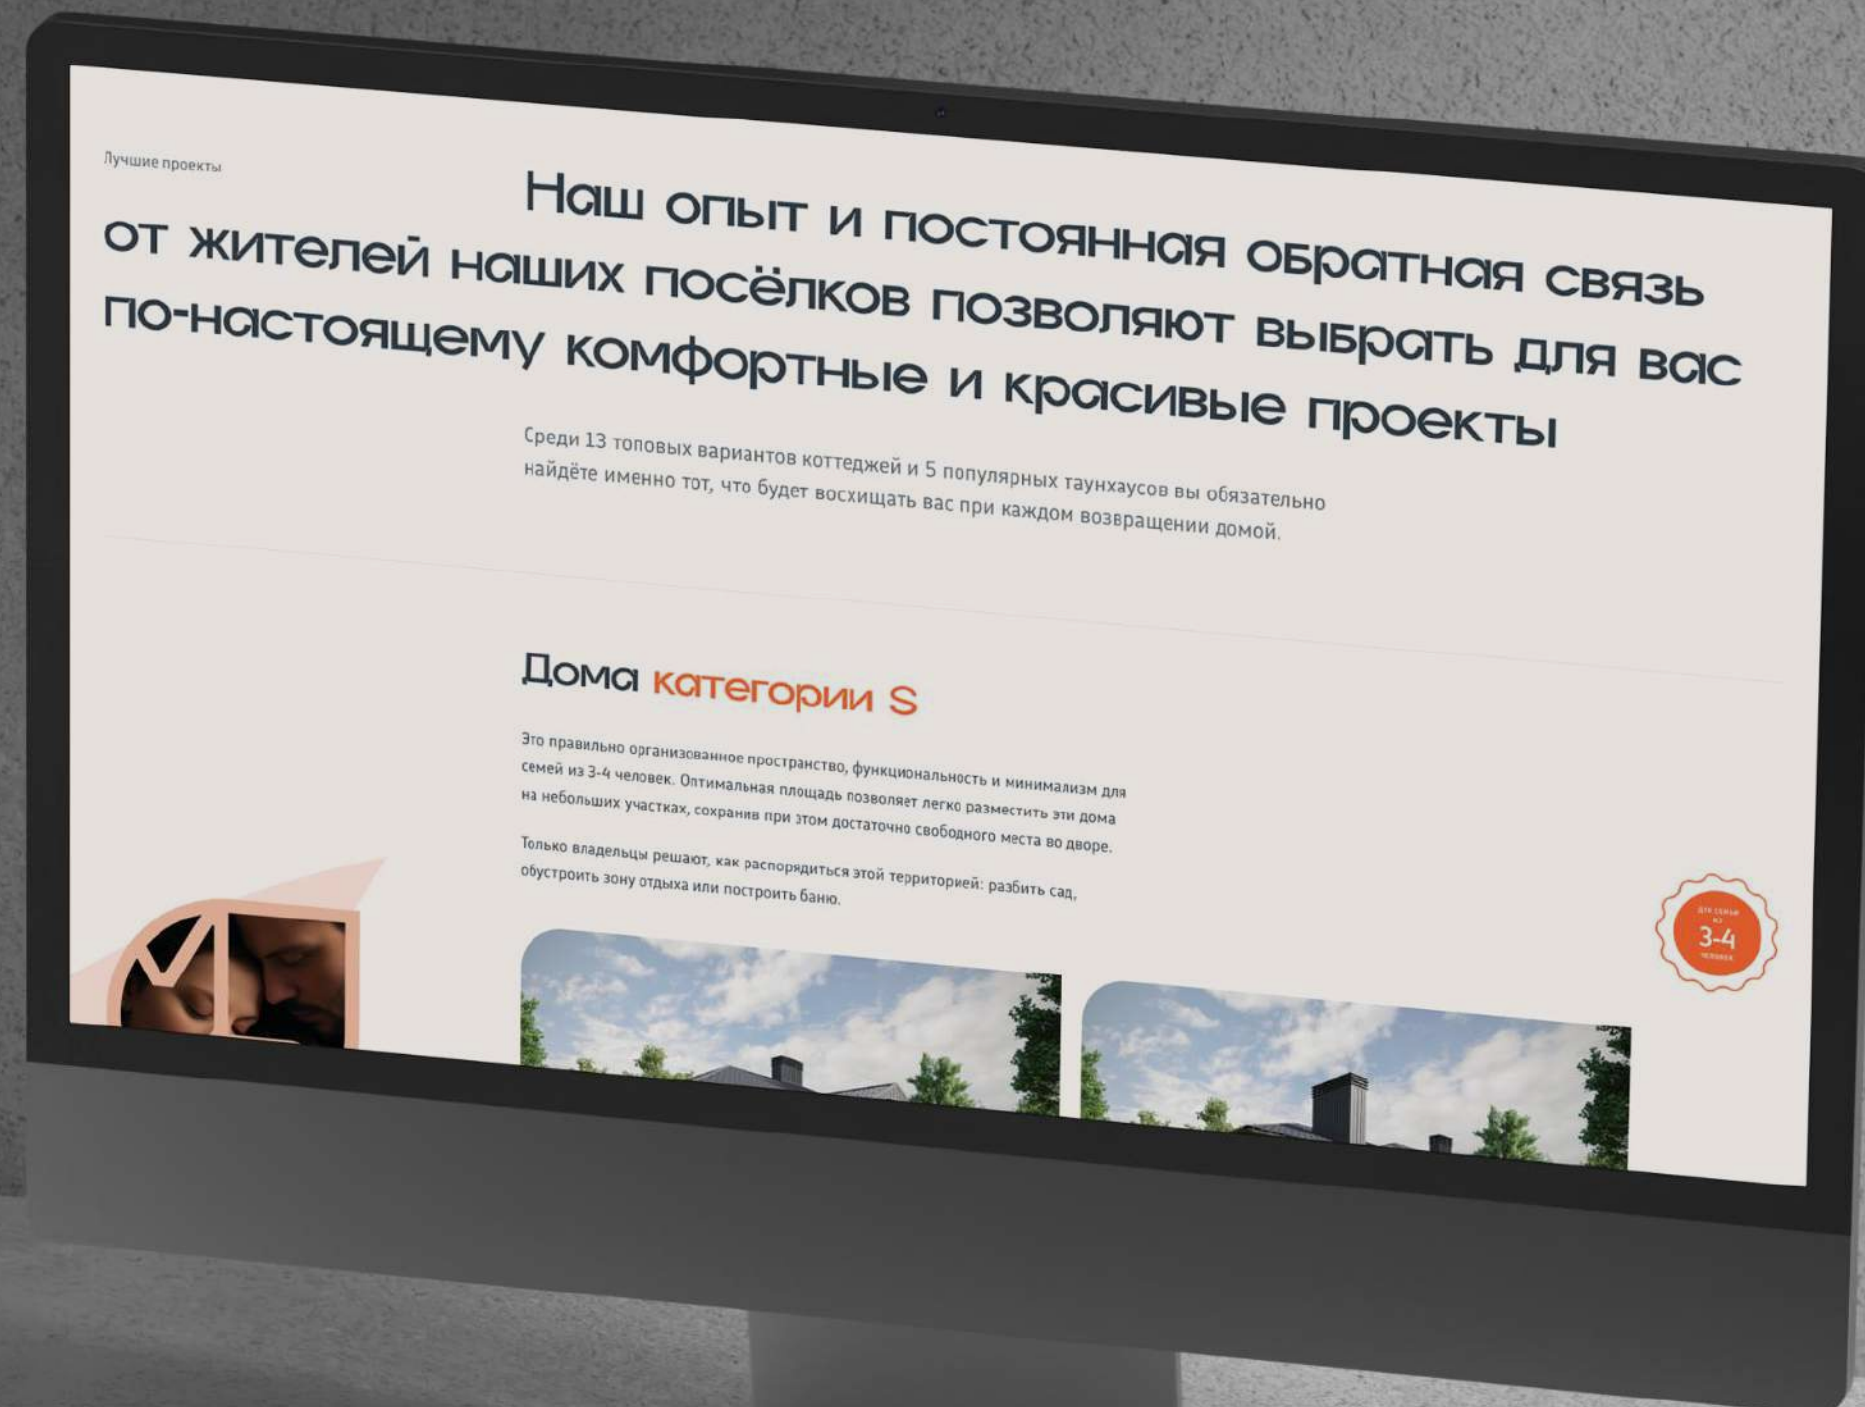 Лучшие проекты
Наш опыт и постоянная обратная связь
от жителей наших посёлков позволяют выбрать для вас
по-настоящему комфортные и красивые проекты
Среди 13 топовых вариантов коттеджей и 5 популярных таунхаусов вы обязательно
найдёте именно тот, что будет восхищать вас при каждом возвращении домой.
Дома категории S
Это правильно организованное пространство, функциональность и минимализм для
семей из 3-4 человек. Оптимальная площадь позволяет легко разместить эти дома
на небольших участках, сохранив при этом достаточно свободного места во дворе.
Только владельцы решают, как распорядиться этой территорией: разбить сад,
обустроить зону отдыха или построить баню.
для семьи
из
3-4
человек